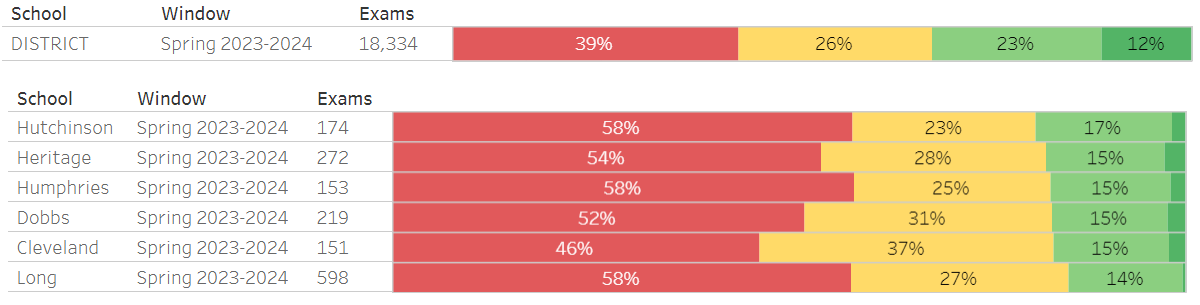 School Window Exams
DISTRICT Spring 2023-2024 18,334 39% 26% 23% 12%
School Window Exams
Hutchinson Spring 2023-2024 174 58% 23% 17%
Heritage Spring 2023-2024 272 54% 28% 15%
Humphries Spring 2023-2024 153 58% 25% 15%
Dobbs Spring 2023-2024 219 52% 31% 15%
Cleveland Spring 2023-2024 151 46% 37% 15%
Long Spring 2023-2024 598 58% 27% 14%